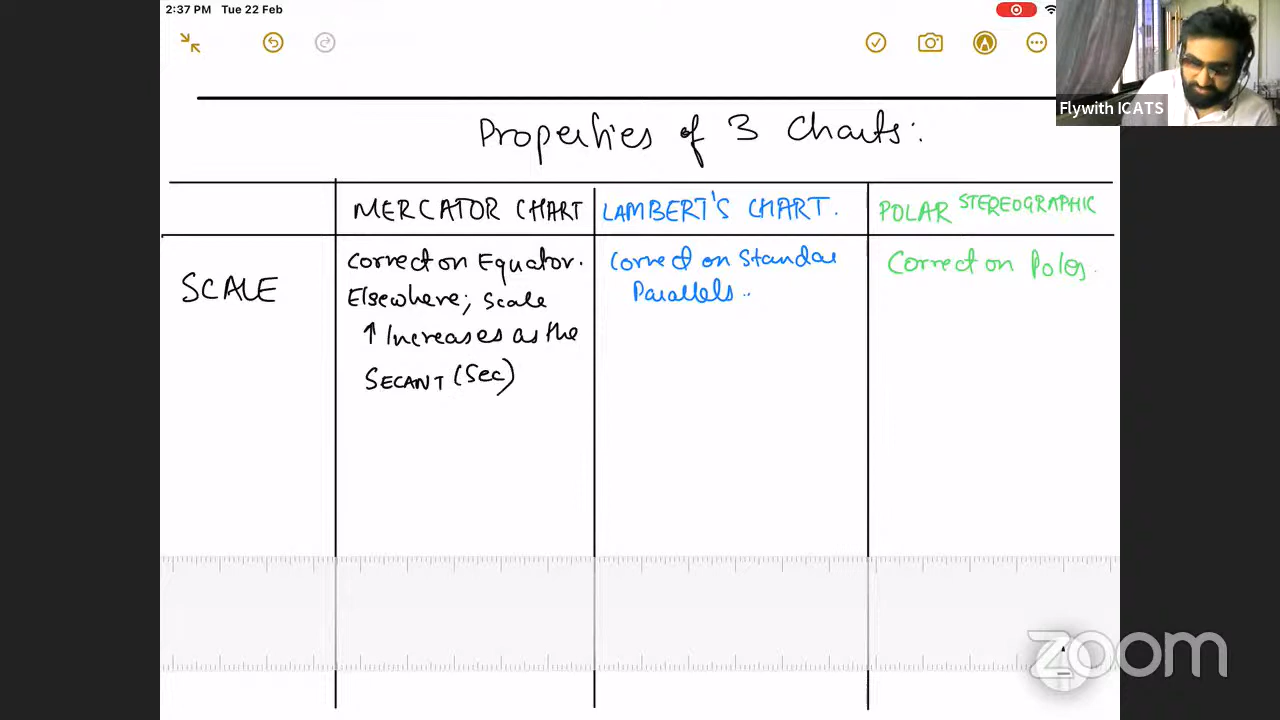 2:37 PM Tue 22 Feb
Flywith ICATS
Properties of 3 Charts:
MERCATOR CHART
LAMBERT'S CHART.
POLAR STEREOGRAPHIC
SCALE
Correct on Equator.
Elsewhere; Scale
↑ Increases as the
SECANT (Sec)
Correct on Standar
Parallels..
Correct on Poles.
zoom